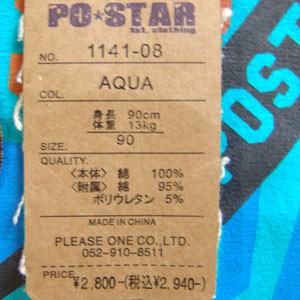 PO★STAR
1st. clothing
NO. 1141-08
COL. AQUA
身長 90cm
体重 13kg
SIZE. 90
QUALITY.
〈本体〉 綿 100%
〈附属〉 綿 95%
ポリウレタン 5%
MADE IN CHINA
PLEASE ONE CO., LTD.
052-910-8511
PRICE ¥2,800-(税込¥2,940-)
POST